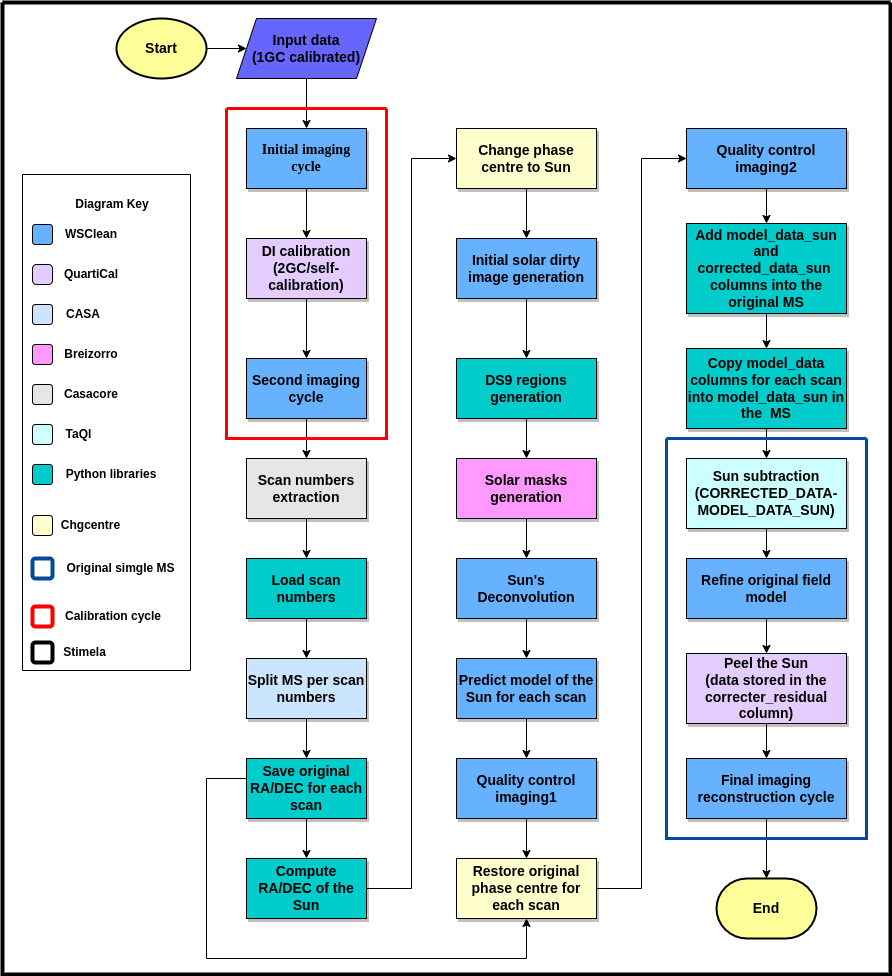 Start
Input data
(1GC calibrated)
Diagram Key
WSClean
QuartiCal
CASA
Breizorro
Casacore
TaQl
Python libraries
Chgcentre
Original simgle MS
Calibration cycle
Stimela
Initial imaging
cycle
DI calibration
(2GC/self-
calibration)
Second imaging
cycle
Scan numbers
extraction
Load scan
numbers
Split MS per scan
numbers
Save original
RA/DEC for each
scan
Compute
RA/DEC of the
Sun
Change phase
centre to Sun
Initial solar dirty
image generation
DS9 regions
generation
Solar masks
generation
Sun's
Deconvolution
Predict model of the
Sun for each scan
Quality control
imaging1
Restore original
phase centre for
each scan
Quality control
imaging2
Add model_data_sun
and
corrected_data_sun
columns into the
original MS
Copy model_data
columns for each scan
into model_data_sun in
the MS
Sun subtraction
(CORRECTED_DATA-
MODEL_DATA_SUN)
Refine original field
model
Peel the Sun
(data stored in the
correcter_residual
column)
Final imaging
reconstruction cycle
End